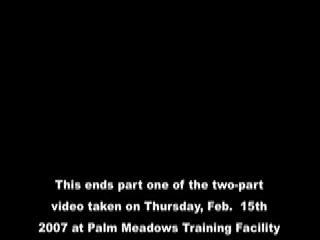 This ends part one of the two-part
video taken on Thursday, Feb.  15th
2007 at Palm Meadows Training Facility